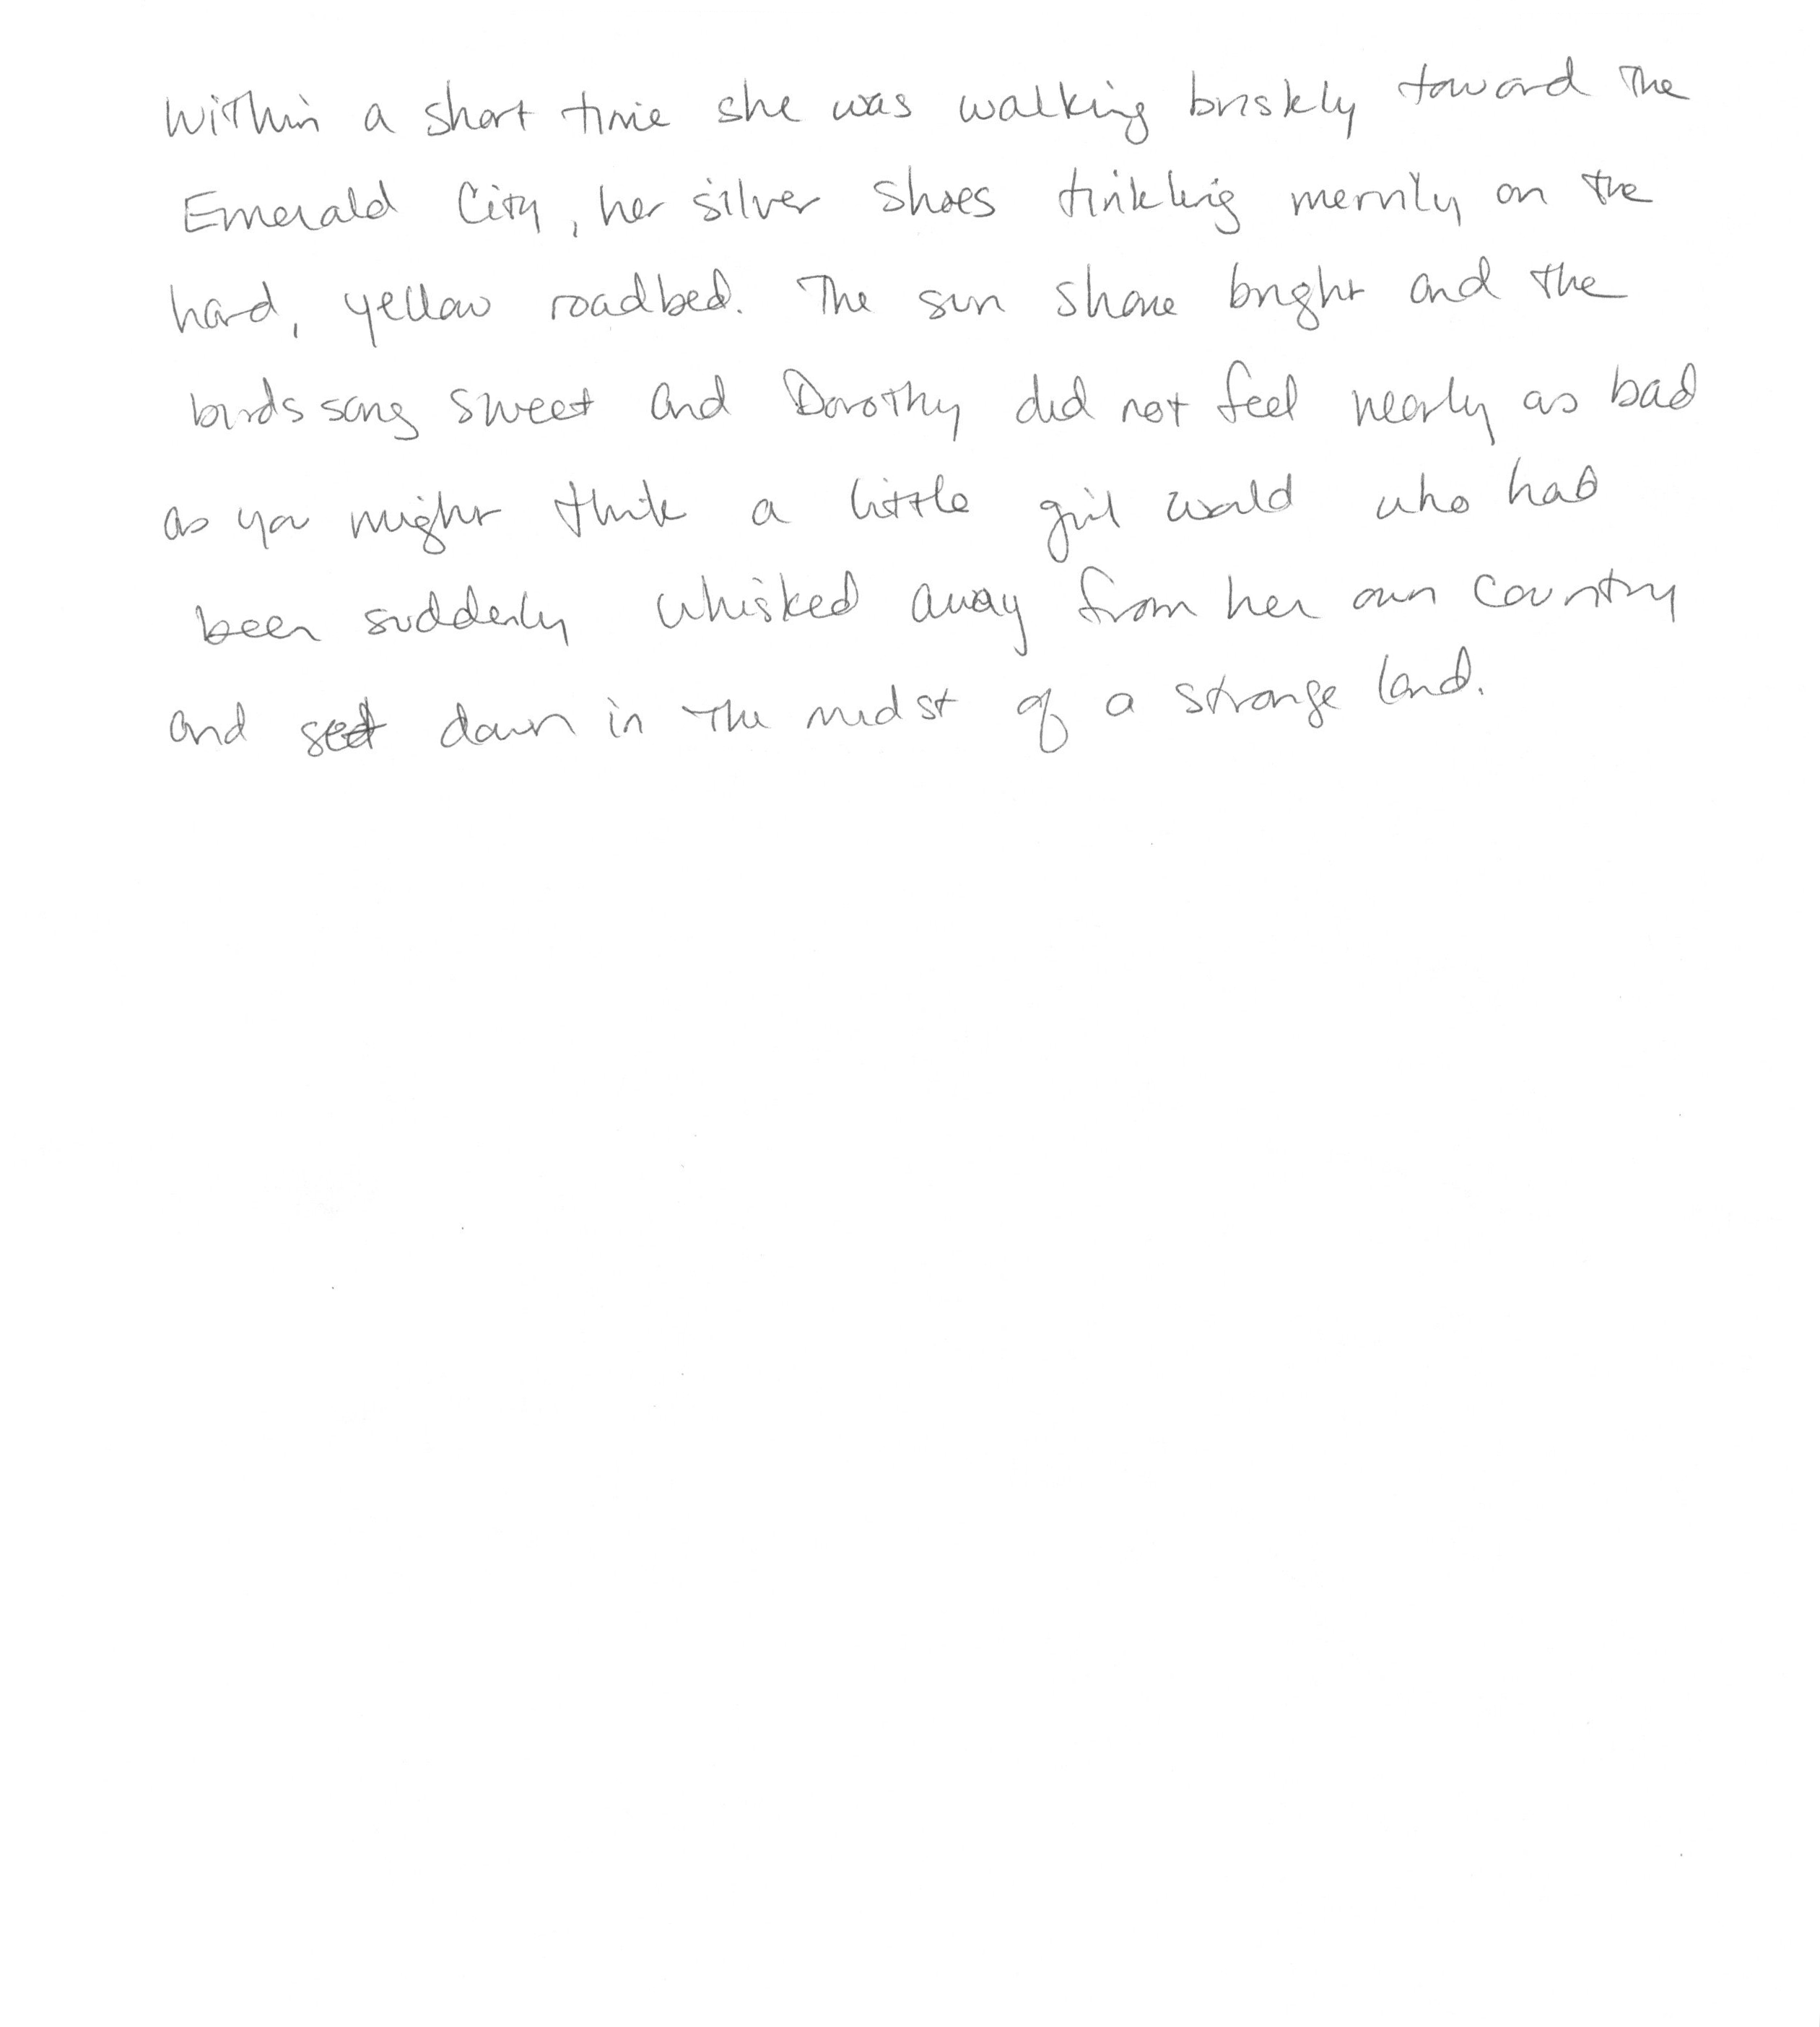 Within a short time she was walking briskly toward the
Emerald City, her silver shoes tinkling merrily on the
hard, yellow roadbed. The sun shone bright and the
birds sang sweet and Dorothy did not feel nearly as bad
as you might think a little girl would who had
been suddenly whisked away from her own country
and set down in the midst of a strange land.